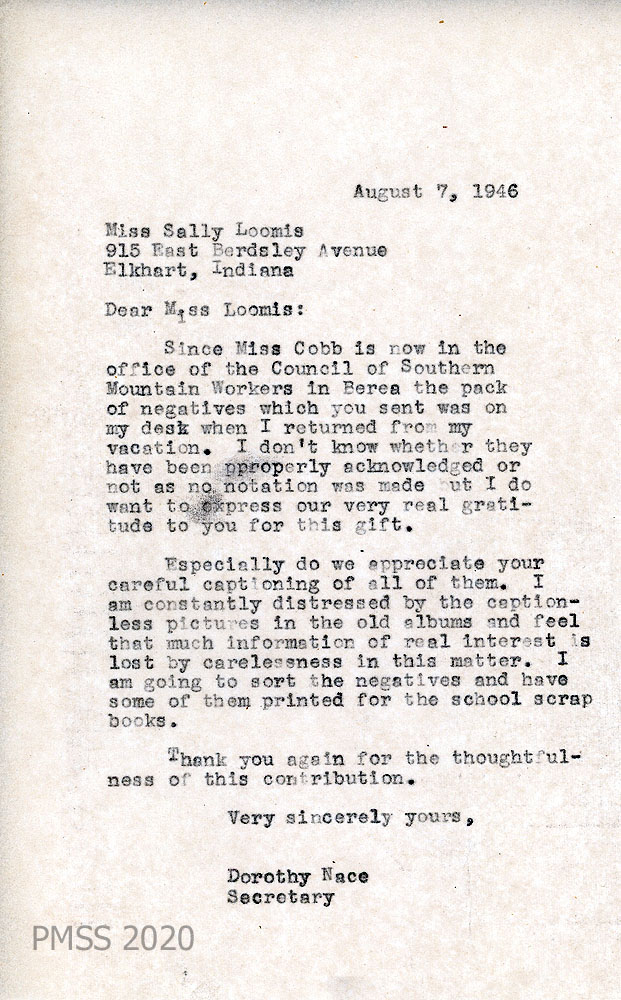 August 7, 1946
Miss Sally Loomis
915 East Berdsley Avenue
Elkhart, Indiana
Dear Miss Loomis:
Since Miss Cobb is now in the
office of the Council of Southern
Mountain Workers in Berea the pack
of negatives which you sent was on
my desk when I returned from my
vacation. I don't know whether they
have been pproperly acknowledged or
not as no notation was made but I do
want to express our very real grati-
tude to you for this gift.
Especially do we appreciate your
careful captioning of all of them. I
am constantly distressed by the caption-
less pictures in the old albums and feel
that much information of real interest is
lost by carelessness in this matter. I
am going to sort the negatives and have
some of them printed for the school scrap
books.
Thank you again for the thoughtful-
ness of this contribution.
Very sincerely yours,
Dorothy Nace
Secretary
PMSS 2020